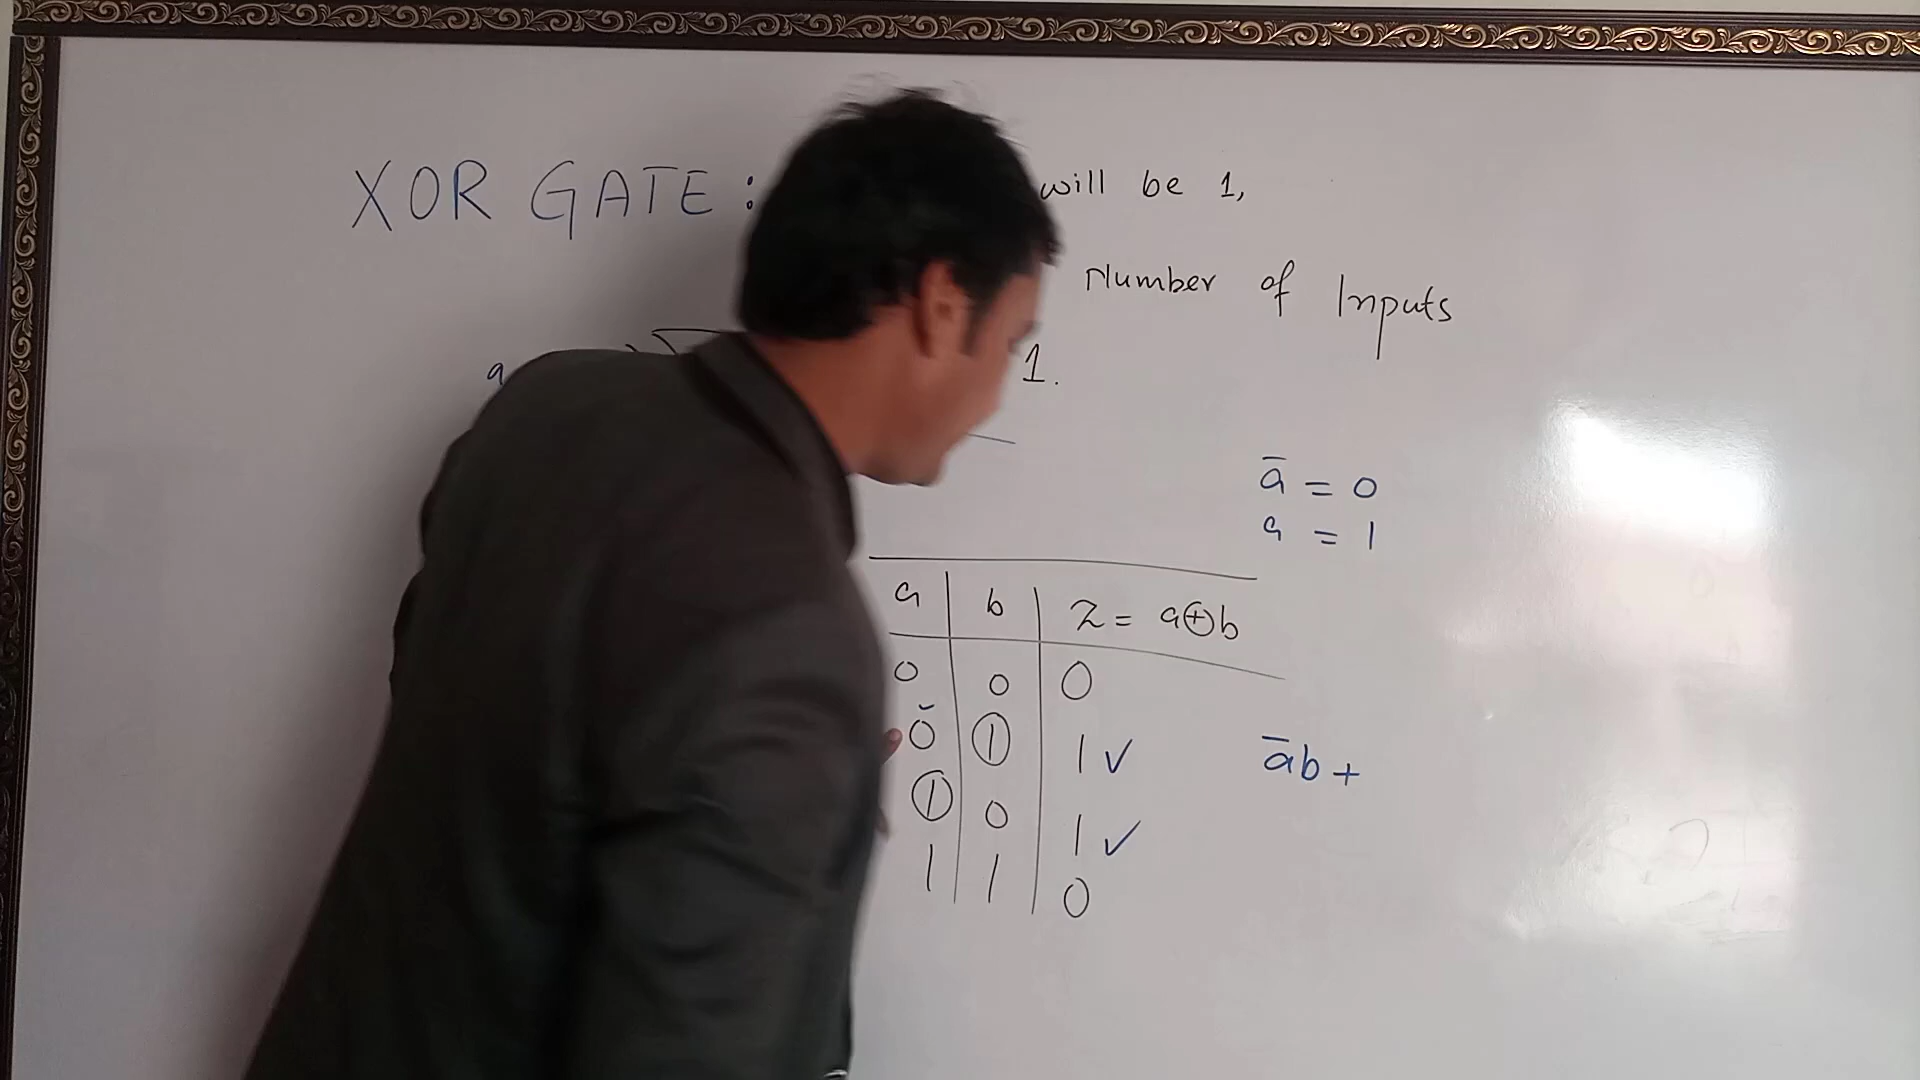 XOR GATE : will be 1,
Number of Inputs
a 1.
ā = 0
a = 1
a b Z = a⊕b
0 0 0
0 1 1 ✓
1 0 1 ✓
1 1 0
āb +